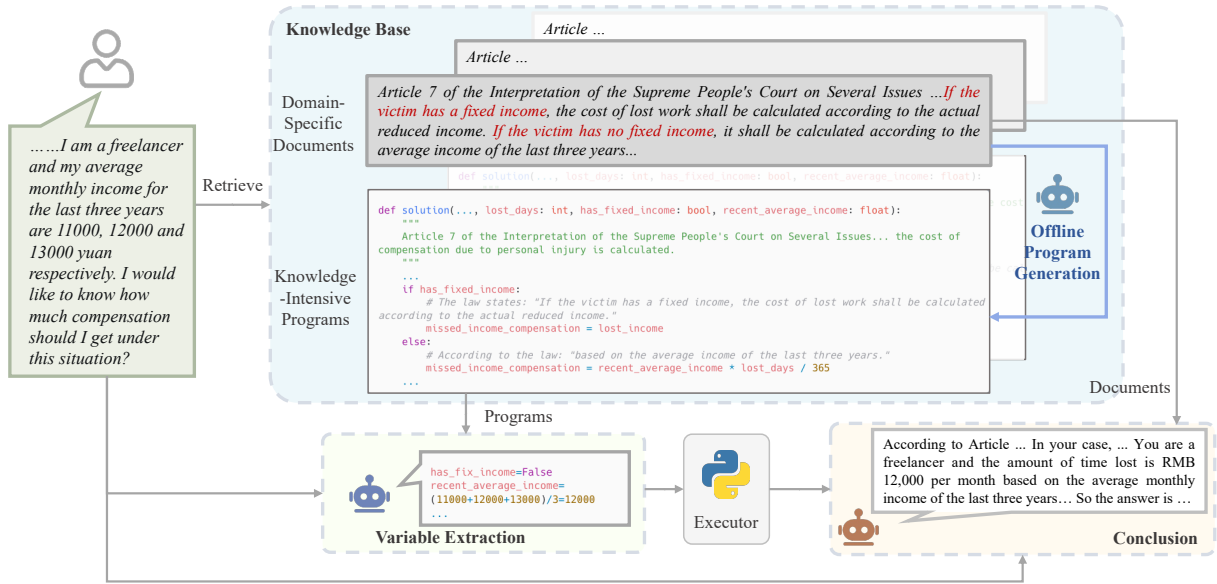 Knowledge Base
Article …
Article …
Domain-
Specific
Documents
Article 7 of the Interpretation of the Supreme People's Court on Several Issues …If the
victim has a fixed income, the cost of lost work shall be calculated according to the actual
reduced income. If the victim has no fixed income, it shall be calculated according to the
average income of the last three years...
……I am a freelancer
and my average
monthly income for
the last three years
are 11000, 12000 and
13000 yuan
respectively. I would
like to know how
much compensation
should I get under
this situation?
Retrieve
def solution(..., lost_days: int, has_fixed_income: bool, recent_average_income: float):
Offline
Program
Generation
Knowledge
-Intensive
Programs
def solution(..., lost_days: int, has_fixed_income: bool, recent_average_income: float):
"""
Article 7 of the Interpretation of the Supreme People's Court on Several Issues... the cost of
compensation due to personal injury is calculated.
"""
...
if has_fixed_income:
# The law states: "If the victim has a fixed income, the cost of lost work shall be calculated
according to the actual reduced income."
missed_income_compensation = lost_income
else:
# According to the law: "based on the average income of the last three years."
missed_income_compensation = recent_average_income * lost_days / 365
...
Programs
Documents
has_fix_income=False
recent_average_income=
(11000+12000+13000)/3=12000
...
Variable Extraction
Executor
According to Article ... In your case, ... You are a
freelancer and the amount of time lost is RMB
12,000 per month based on the average monthly
income of the last three years… So the answer is …
Conclusion